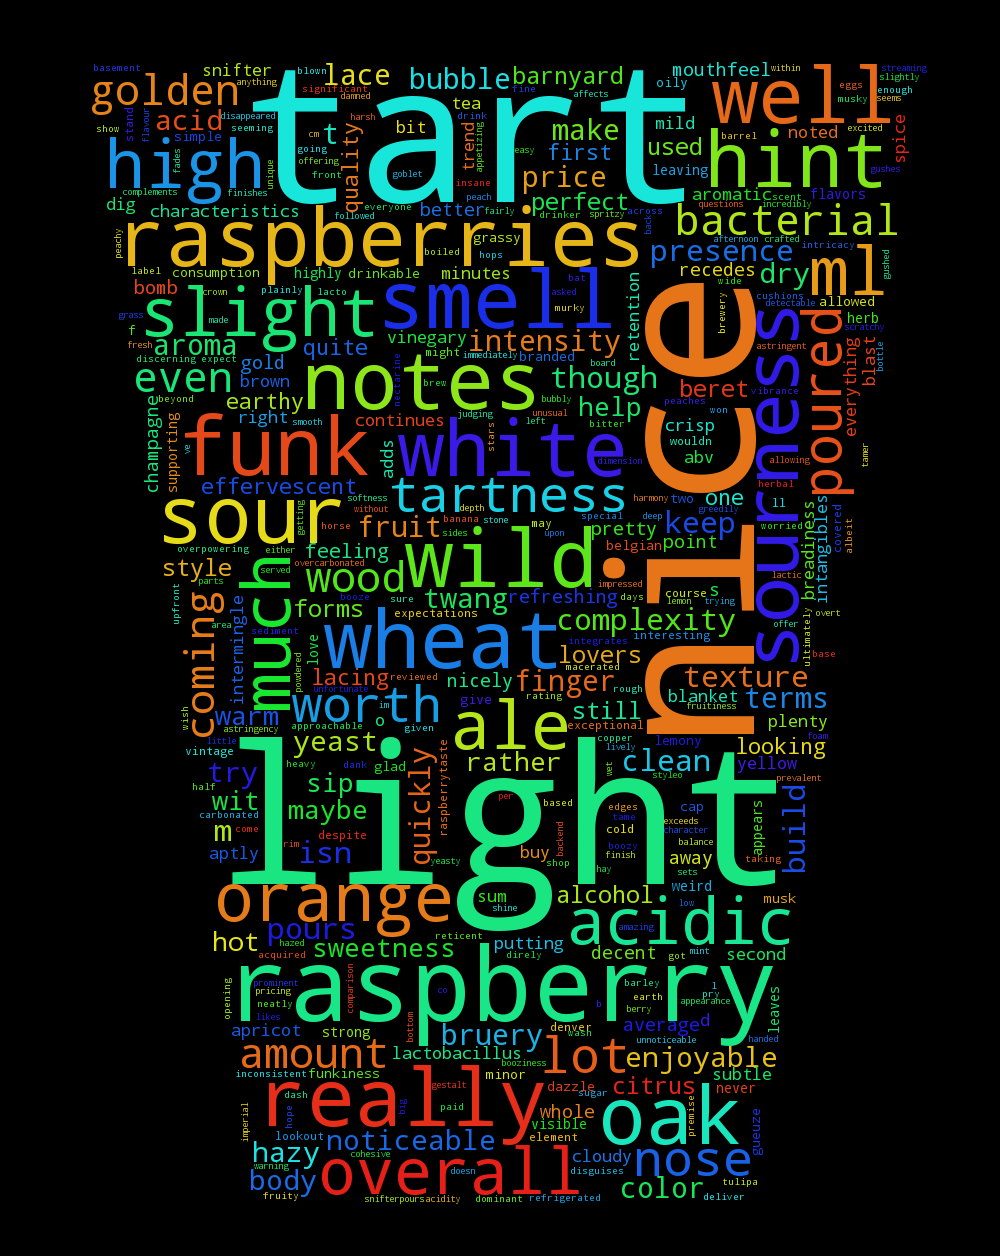 basement
snifter
blown
lace
bubble
barnyard
mouthfeel
within
streaming
golden
anything
significant
damned
fine
affects
oily
tart
well
enough
slightly
eggs
musky
seems
show
stand
flavour
acid
disappeared
seeming
simple
cm
t
quality
harsh
bit
tea
drink
trend
appetizing
easy
make
mild
barrel
noted
excited
spice
high
fades
going
offering
front
first
used
leaving
hint
gushes
complements
finishes
unique
goblet
insane
price
aromatic
scent
flavors
dig
characteristics
everyone
followed
better
peach
fairly
perfect
drinker
spritzy
across
back
questions
incredibly
bacterial
raspberries
peachy
grassy
boiled
hops
afternoon
crafted
intricacy
presence
gushed
label
consumption
highly
drinkable
minutes
recedes
wide
dry
ml
bomb
crown
plainly
lacto
smell
bat
asked
murky
retention
cushions
detectable
allowed
slight
made
grass
f
fresh
vinegary
intensity
brewery
herb
scratchy
aroma
discerning
expect
quite
might
immediately
branded
board
astringent
poured
everything
blast
bottle
even
beyond
gold
brown
notes
brew
nectarine
bubbly
though
beret
vibrance
champagne
earthy
right
smooth
continues
judging
unusual
left
bitter
help
peaches
won
crisp
wouldn
nice
sourness
supporting
ve
funk
adds
white
stars
dimension
abv
allowing
tamer
effervescent
softness
without
tartness
depth
harmony
two
greedily
one
herbal
ll
sour
getting
horse
fruit
banana
stone
sides
may
upon
special
deep
pretty
keep
worried
breadiness
intangibles
covered
albeit
overpowering
either
feeling
overcarbonated
wild
belgian
point
lactic
style
parts
served
booze
wood
sure
twang
refreshing
impressed
days
course
s
lemon
trying
upfront
area
much
forms
expectations
complexity
interesting
offer
overt
ultimately
coming
intermingle
sediment
love
wheat
integrates
lovers
macerated
base
powdered
lacing
reviewed
nicely
finger
rough
texture
wish
unfortunate
im
give
rating
blanket
fruitiness
terms
warm
astringency
approachable
o
given
worth
ale
still
exceptional
plenty
foam
vintage
little
yeast
copper
lively
lemony
looking
try
heavy
dank
glad
quickly
raspberrytaste
rather
wet
clean
styleo
yellow
prevalent
half
carbonated
wit
sip
light
per
based
edges
tame
cap
exceeds
character
appears
build
m
come
maybe
despite
backend
cold
boozy
balance
aptly
rim
isn
yeasty
buy
shop
finish
hay
away
sets
taking
orange
sum
shine
alcohol
weird
low
musk
hot
pours
hazed
reticent
acidic
amazing
acquired
sweetness
putting
direly
decent
got
mint
second
opening
prominent
pricing
neatly
likes
comparison
raspberry
co
barley
earth
berry
l
pry
appearance
leaves
apricot
strong
bottom
bruery
denver
wash
b
averaged
unnoticeable
handed
amount
lactobacillus
booziness
lot
enjoyable
inconsistent
funkiness
minor
dazzle
sugar
citrus
never
subtle
dash
really
gestalt
big
paid
whole
visible
premise
imperial
hope
lookout
noticeable
element
oak
gueuze
hazy
warning
cohesive
overall
doesn
disguises
cloudy
nose
body
fruity
snifterpoursacidity
dominant
refrigerated
color
deliver
tulipa